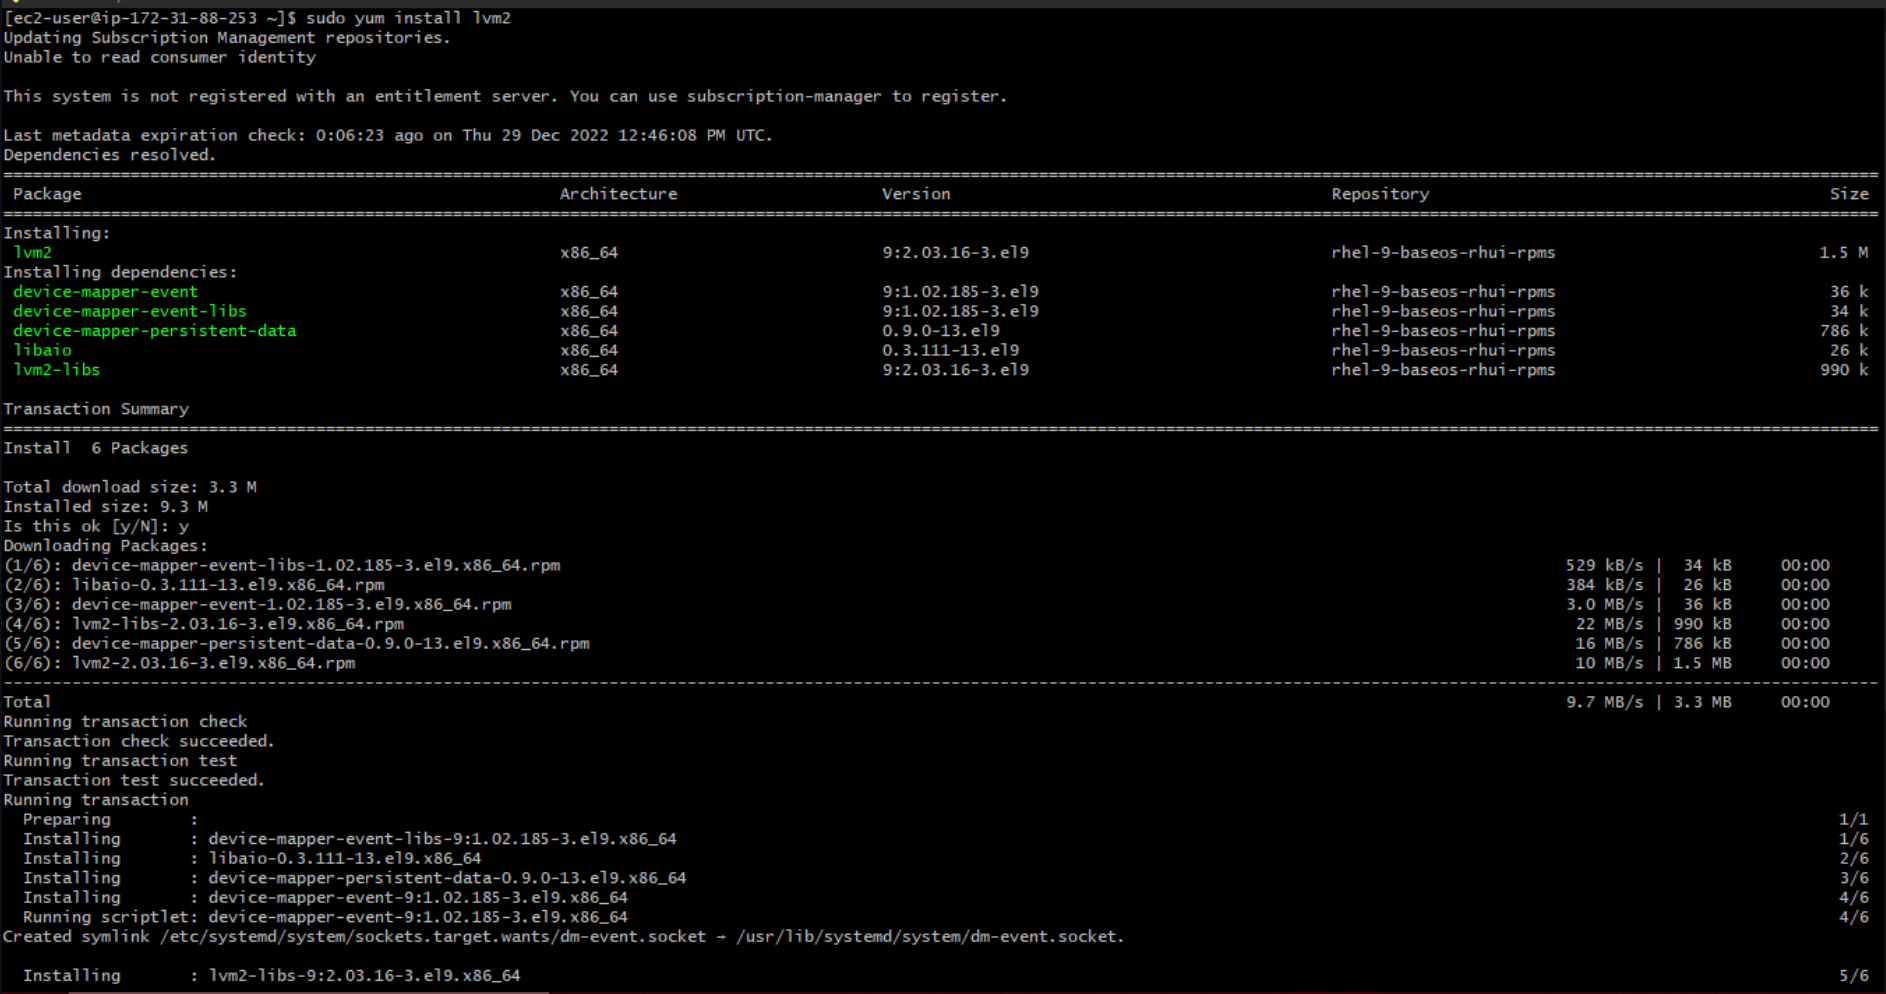 [ec2-user@ip-172-31-88-253 ~]$ sudo yum install lvm2
Updating Subscription Management repositories.
Unable to read consumer identity
This system is not registered with an entitlement server. You can use subscription-manager to register.
Last metadata expiration check: 0:06:23 ago on Thu 29 Dec 2022 12:46:08 PM UTC.
Dependencies resolved.
Package Architecture Version Repository Size
Installing:
lvm2 x86_64 9:2.03.16-3.el9 rhel-9-baseos-rhui-rpms 1.5 M
Installing dependencies:
device-mapper-event x86_64 9:1.02.185-3.el9 rhel-9-baseos-rhui-rpms 36 k
device-mapper-event-libs x86_64 9:1.02.185-3.el9 rhel-9-baseos-rhui-rpms 34 k
device-mapper-persistent-data x86_64 0.9.0-13.el9 rhel-9-baseos-rhui-rpms 786 k
libaio x86_64 0.3.111-13.el9 rhel-9-baseos-rhui-rpms 26 k
lvm2-libs x86_64 9:2.03.16-3.el9 rhel-9-baseos-rhui-rpms 990 k
Transaction Summary
Install  6 Packages
Total download size: 3.3 M
Installed size: 9.3 M
Is this ok [y/N]: y
Downloading Packages:
(1/6): device-mapper-event-libs-1.02.185-3.el9.x86_64.rpm 529 kB/s | 34 kB 00:00
(2/6): libaio-0.3.111-13.el9.x86_64.rpm 384 kB/s | 26 kB 00:00
(3/6): device-mapper-event-1.02.185-3.el9.x86_64.rpm 3.0 MB/s | 36 kB 00:00
(4/6): lvm2-libs-2.03.16-3.el9.x86_64.rpm 22 MB/s | 990 kB 00:00
(5/6): device-mapper-persistent-data-0.9.0-13.el9.x86_64.rpm 16 MB/s | 786 kB 00:00
(6/6): lvm2-2.03.16-3.el9.x86_64.rpm 10 MB/s | 1.5 MB 00:00
Total 9.7 MB/s | 3.3 MB 00:00
Running transaction check
Transaction check succeeded.
Running transaction test
Transaction test succeeded.
Running transaction
Preparing : 1/1
Installing : device-mapper-event-libs-9:1.02.185-3.el9.x86_64 1/6
Installing : libaio-0.3.111-13.el9.x86_64 2/6
Installing : device-mapper-persistent-data-0.9.0-13.el9.x86_64 3/6
Installing : device-mapper-event-9:1.02.185-3.el9.x86_64 4/6
Running scriptlet: device-mapper-event-9:1.02.185-3.el9.x86_64 4/6
Created symlink /etc/systemd/system/sockets.target.wants/dm-event.socket → /usr/lib/systemd/system/dm-event.socket.
Installing : lvm2-libs-9:2.03.16-3.el9.x86_64 5/6